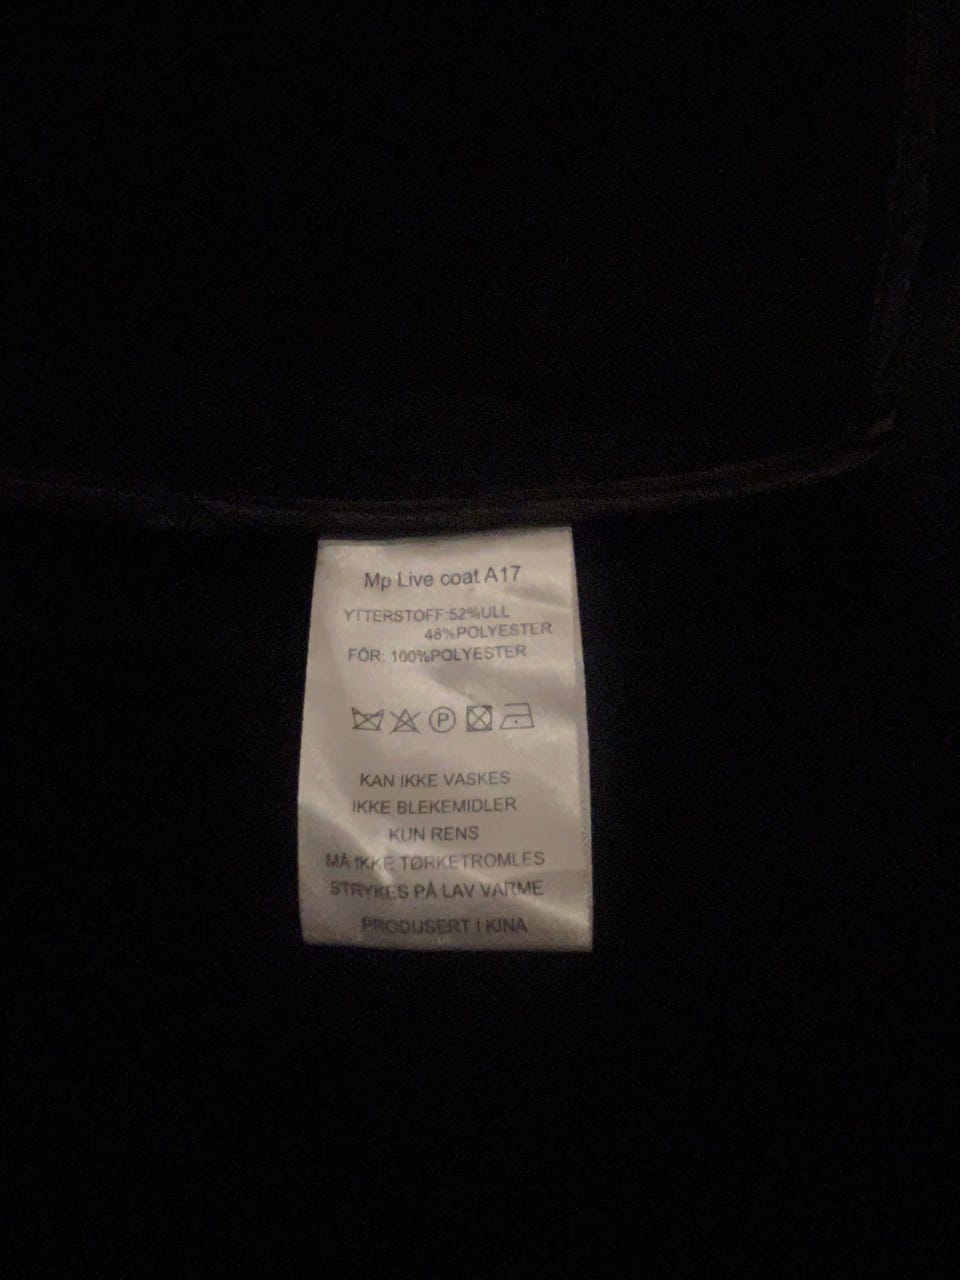 Mp Live coat A17
YTTERSTOFF:52%ULL
48%POLYESTER
FÔR: 100%POLYESTER
P
KAN IKKE VASKES
IKKE BLEKEMIDLER
KUN RENS
MÅ IKKE TØRKETROMLES
STRYKES PÅ LAV VARME
PRODUSERT I KINA